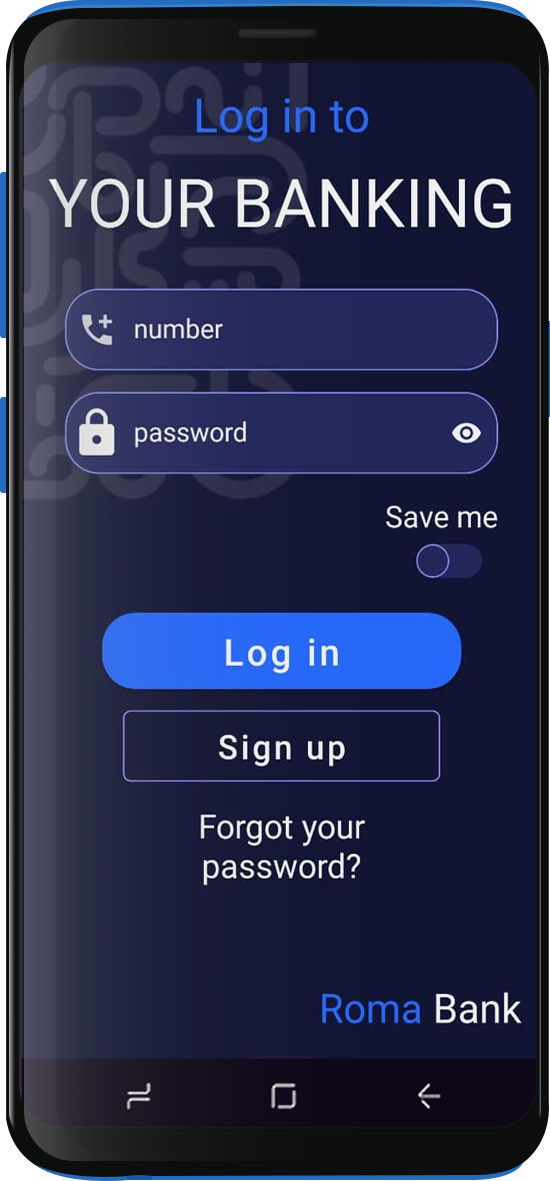 Log in to
YOUR BANKING
number
password
Save me
Log in
Sign up
Forgot your
password?
Roma Bank